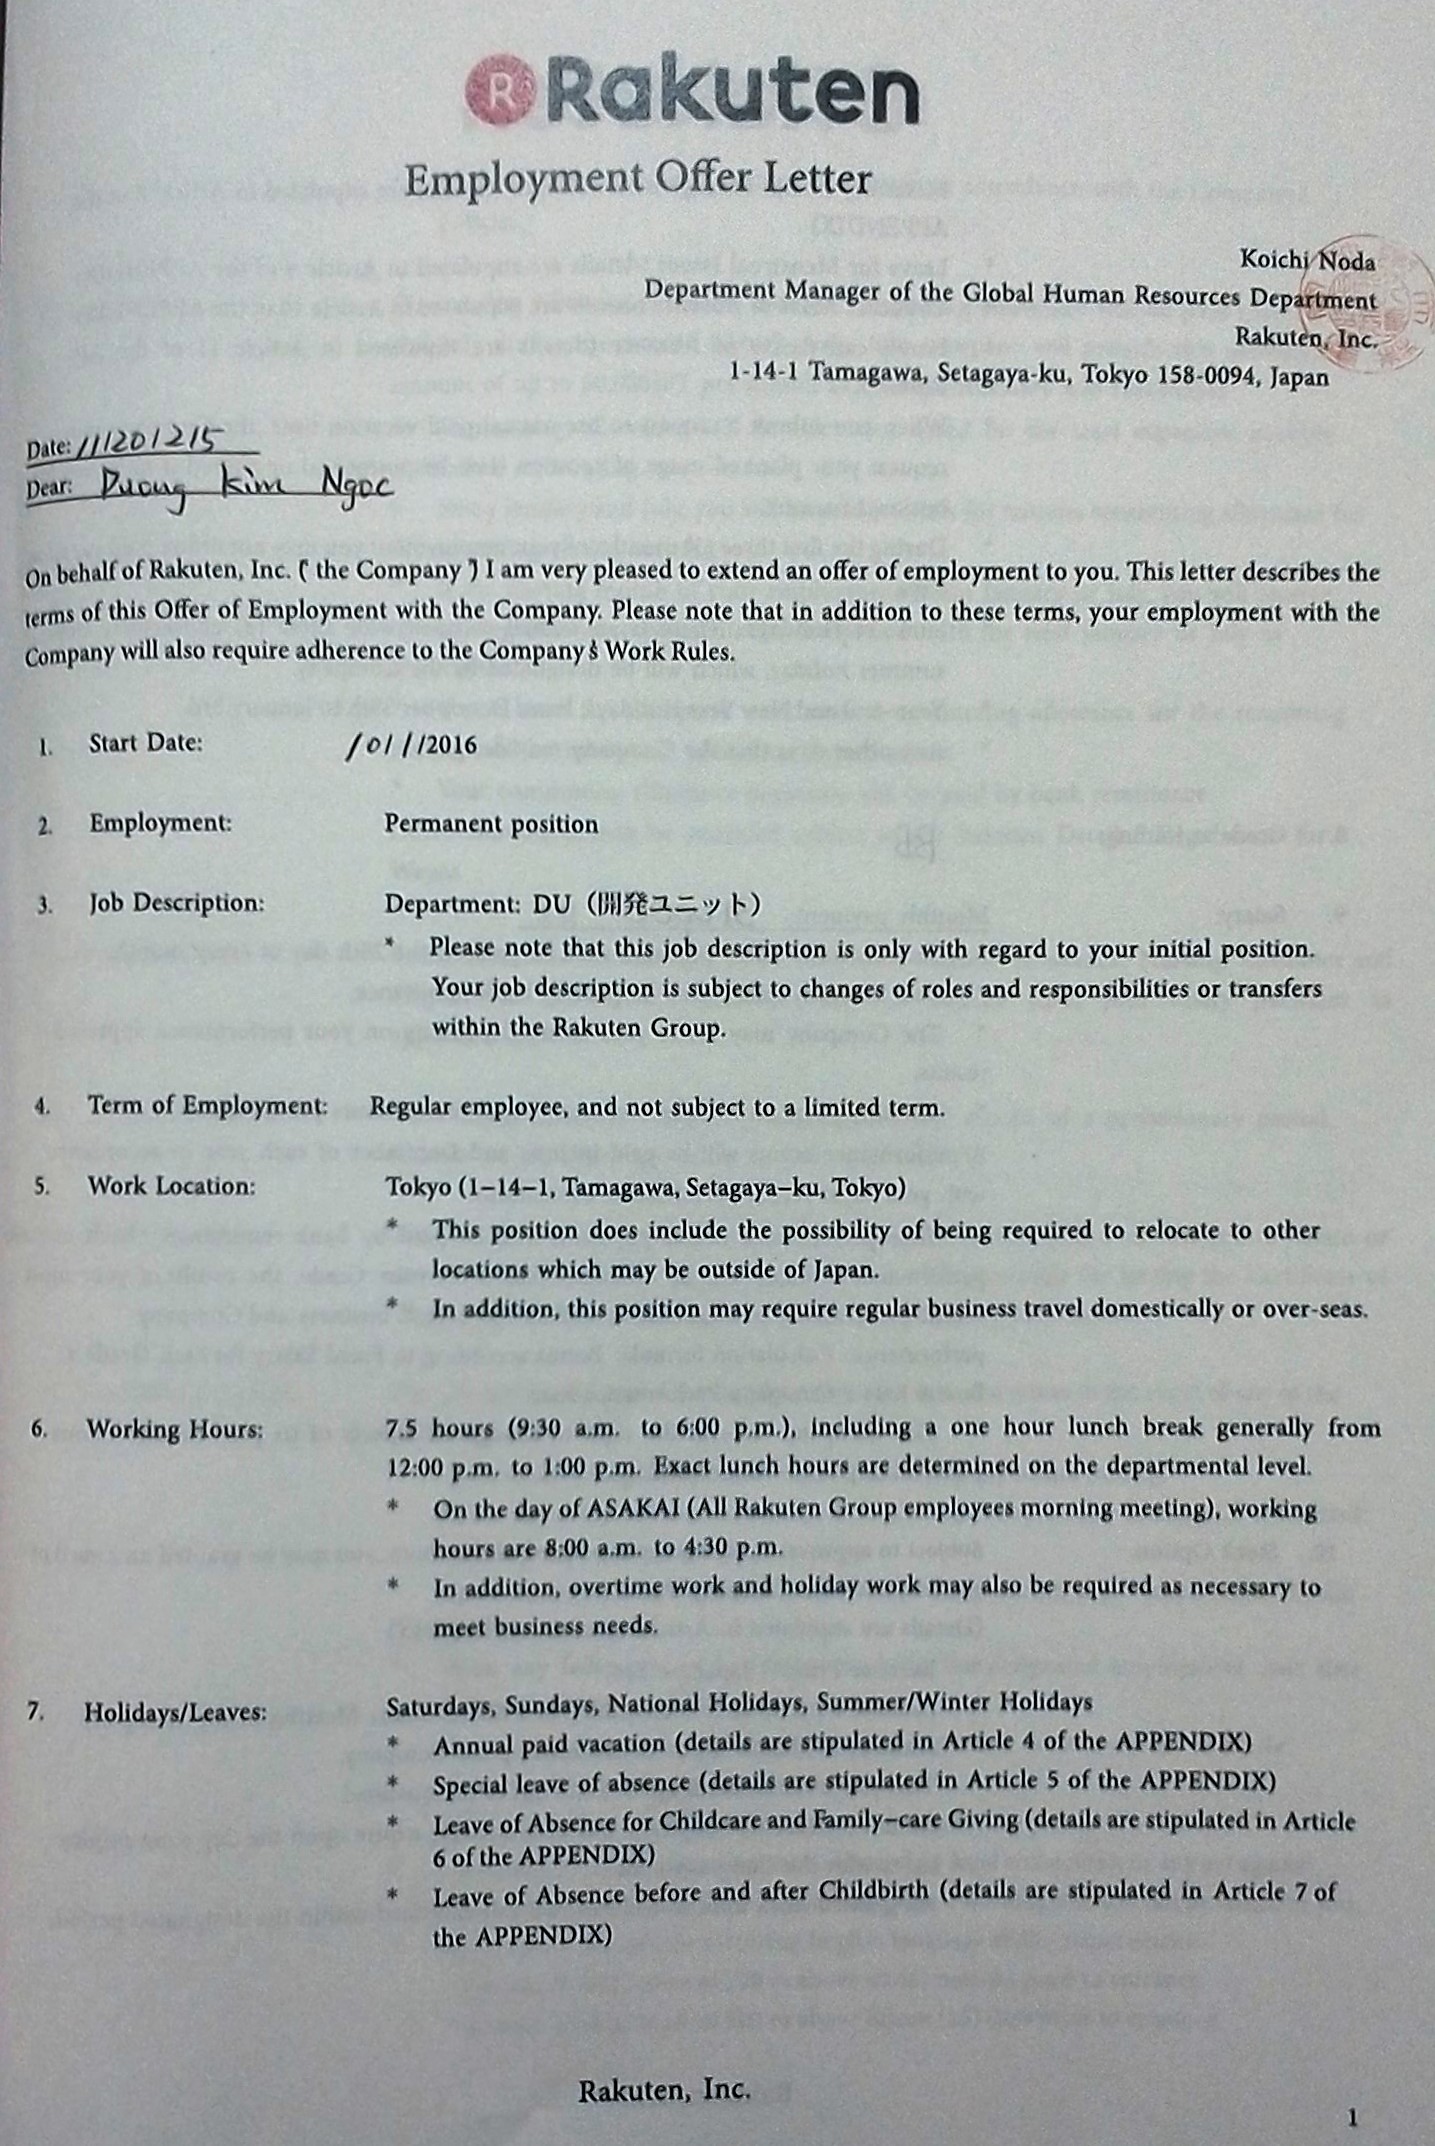 R Rakuten
Employment Offer Letter
Koichi Noda
Department Manager of the Global Human Resources Department
Rakuten, Inc.
1-14-1 Tamagawa, Setagaya-ku, Tokyo 158-0094, Japan
Date: 11/20/2015
Dear: Duong Kim Ngoc
On behalf of Rakuten, Inc. (" the Company ") I am very pleased to extend an offer of employment to you. This letter describes the
terms of this Offer of Employment with the Company. Please note that in addition to these terms, your employment with the
Company will also require adherence to the Company's Work Rules.
1. Start Date: 10/1/2016
2. Employment: Permanent position
3. Job Description: Department: DU（開発ユニット）
* Please note that this job description is only with regard to your initial position.
Your job description is subject to changes of roles and responsibilities or transfers
within the Rakuten Group.
4. Term of Employment: Regular employee, and not subject to a limited term.
5. Work Location: Tokyo (1-14-1, Tamagawa, Setagaya-ku, Tokyo)
* This position does include the possibility of being required to relocate to other
locations which may be outside of Japan.
* In addition, this position may require regular business travel domestically or over-seas.
6. Working Hours: 7.5 hours (9:30 a.m. to 6:00 p.m.), including a one hour lunch break generally from
12:00 p.m. to 1:00 p.m. Exact lunch hours are determined on the departmental level.
* On the day of ASAKAI (All Rakuten Group employees morning meeting), working
hours are 8:00 a.m. to 4:30 p.m.
* In addition, overtime work and holiday work may also be required as necessary to
meet business needs.
7. Holidays/Leaves: Saturdays, Sundays, National Holidays, Summer/Winter Holidays
* Annual paid vacation (details are stipulated in Article 4 of the APPENDIX)
* Special leave of absence (details are stipulated in Article 5 of the APPENDIX)
* Leave of Absence for Childcare and Family-care Giving (details are stipulated in Article
6 of the APPENDIX)
* Leave of Absence before and after Childbirth (details are stipulated in Article 7 of
the APPENDIX)
Rakuten, Inc.
1